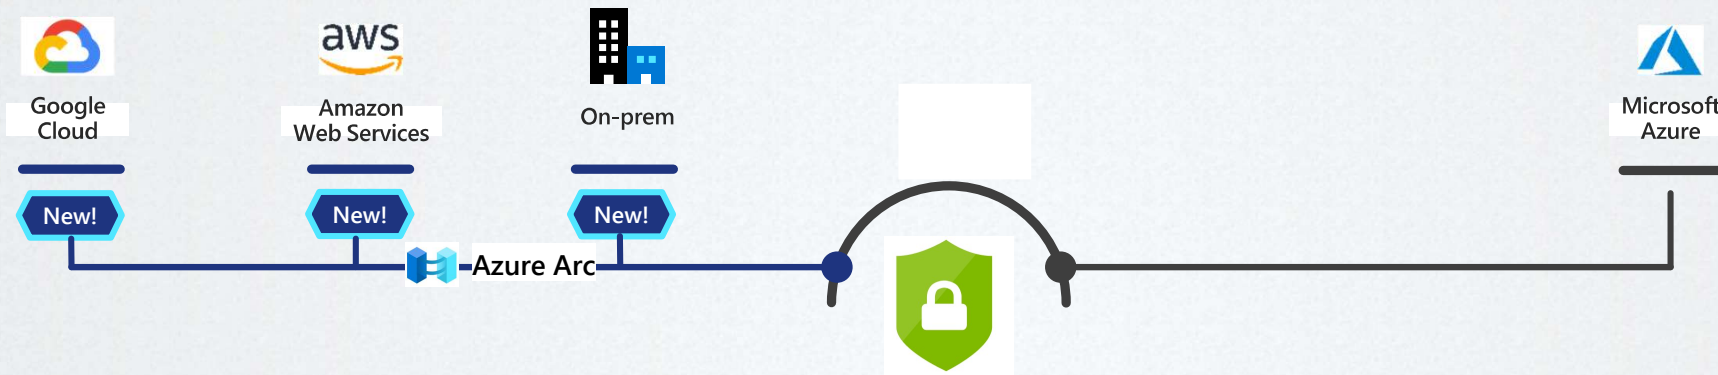 Google
Cloud
aws
Amazon
Web Services
On-prem
Microsoft
Azure
New!
New!
New!
Azure Arc